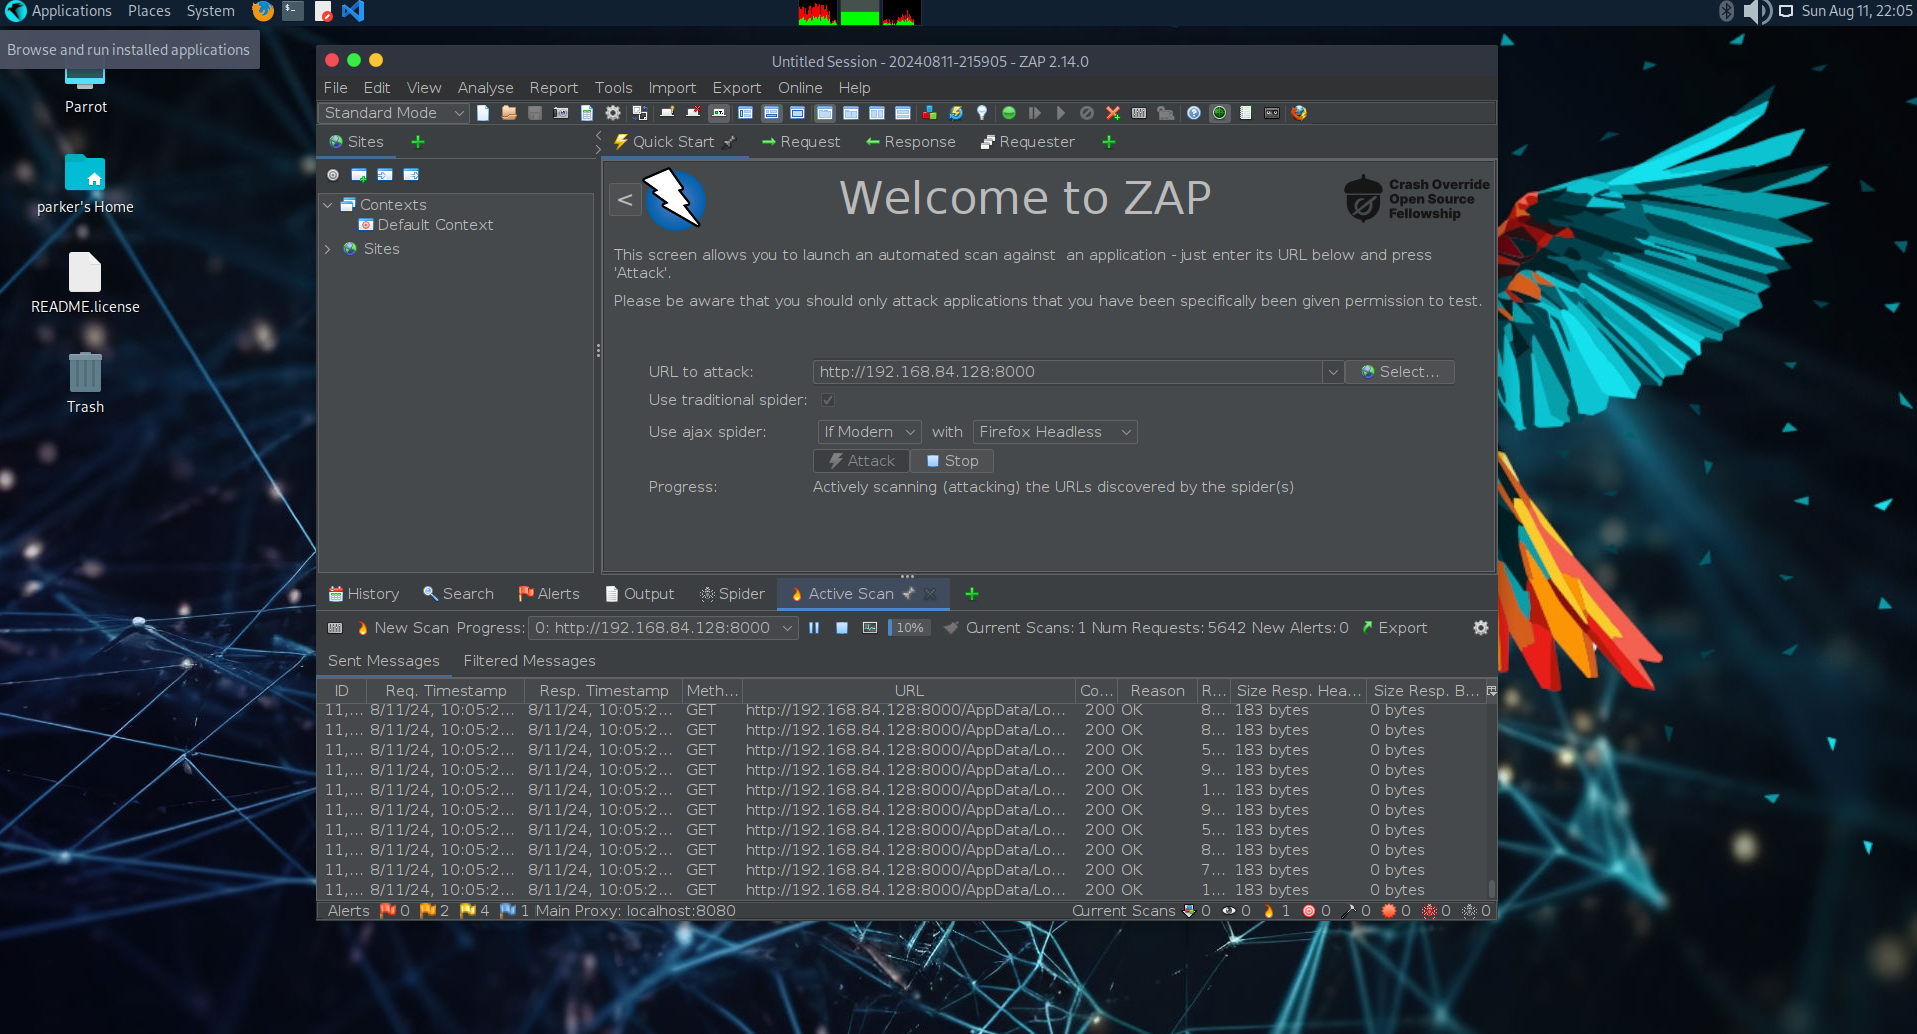 Applications Places System
Sun Aug 11, 22:05
Browse and run installed applications
Parrot
parker's Home
README.license
Trash
Untitled Session - 20240811-215905 - ZAP 2.14.0
File Edit View Report Analyse Report Tools Import Export Online Help
Standard Mode
Sites
Quick Start Request Response Requester
Contexts
Default Context
Sites
<
Welcome to ZAP
Crash Override
Open Source
Fellowship
This screen allows you to launch an automated scan against an application - just enter its URL below and press
'Attack'.
Please be aware that you should only attack applications that you have been specifically been given permission to test.
URL to attack: http://192.168.84.128:8000 Select...
Use traditional spider:
Use ajax spider: If Modern with Firefox Headless
Attack Stop
Progress: Actively scanning (attacking) the URLs discovered by the spider(s)
History Search Alerts Output Spider Active Scan
New Scan Progress: 0: http://192.168.84.128:8000 10% Current Scans: 1 Num Requests: 5642 New Alerts: 0 Export
Sent Messages Filtered Messages
ID Req. Timestamp Resp. Timestamp Meth... URL Co... Reason R... Size Resp. Hea... Size Resp. B...
11,... 8/11/24, 10:05:2... 8/11/24, 10:05:2... GET http://192.168.84.128:8000/AppData/Lo... 200 OK 8... 183 bytes 0 bytes
11,... 8/11/24, 10:05:2... 8/11/24, 10:05:2... GET http://192.168.84.128:8000/AppData/Lo... 200 OK 8... 183 bytes 0 bytes
11,... 8/11/24, 10:05:2... 8/11/24, 10:05:2... GET http://192.168.84.128:8000/AppData/Lo... 200 OK 5... 183 bytes 0 bytes
11,... 8/11/24, 10:05:2... 8/11/24, 10:05:2... GET http://192.168.84.128:8000/AppData/Lo... 200 OK 9... 183 bytes 0 bytes
11,... 8/11/24, 10:05:2... 8/11/24, 10:05:2... GET http://192.168.84.128:8000/AppData/Lo... 200 OK 1... 183 bytes 0 bytes
11,... 8/11/24, 10:05:2... 8/11/24, 10:05:2... GET http://192.168.84.128:8000/AppData/Lo... 200 OK 9... 183 bytes 0 bytes
11,... 8/11/24, 10:05:2... 8/11/24, 10:05:2... GET http://192.168.84.128:8000/AppData/Lo... 200 OK 5... 183 bytes 0 bytes
11,... 8/11/24, 10:05:2... 8/11/24, 10:05:2... GET http://192.168.84.128:8000/AppData/Lo... 200 OK 8... 183 bytes 0 bytes
11,... 8/11/24, 10:05:2... 8/11/24, 10:05:2... GET http://192.168.84.128:8000/AppData/Lo... 200 OK 7... 183 bytes 0 bytes
11,... 8/11/24, 10:05:2... 8/11/24, 10:05:2... GET http://192.168.84.128:8000/AppData/Lo... 200 OK 1... 183 bytes 0 bytes
Alerts 0 2 4 1 Main Proxy: localhost:8080 Current Scans 0 0 1 0 0 0 0 0